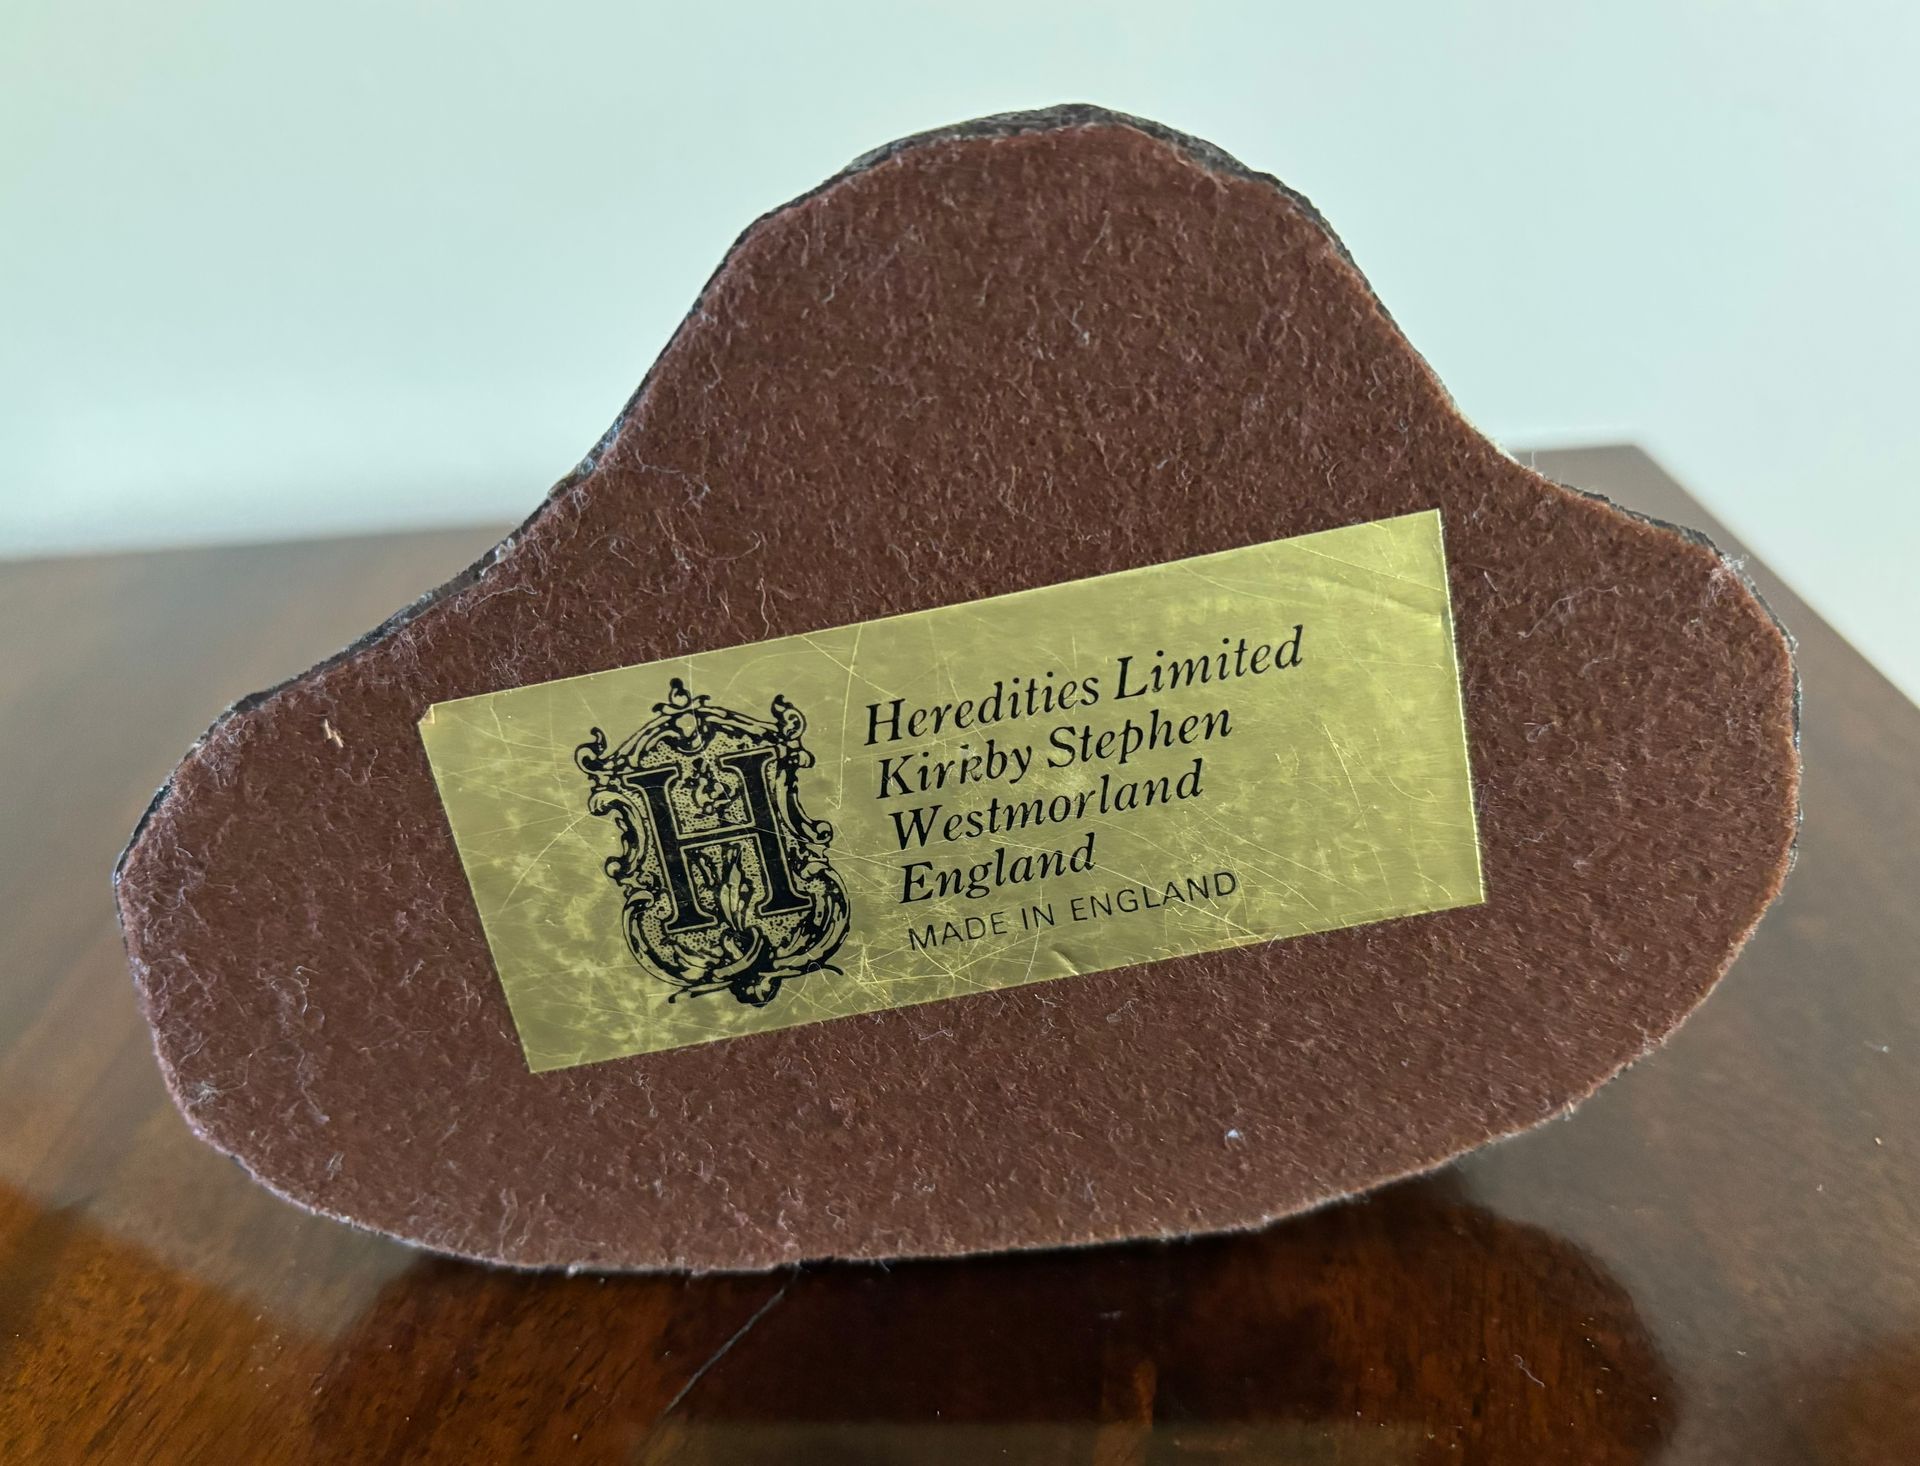 H
Heredities Limited
Kirkby Stephen
Westmorland
England
MADE IN ENGLAND